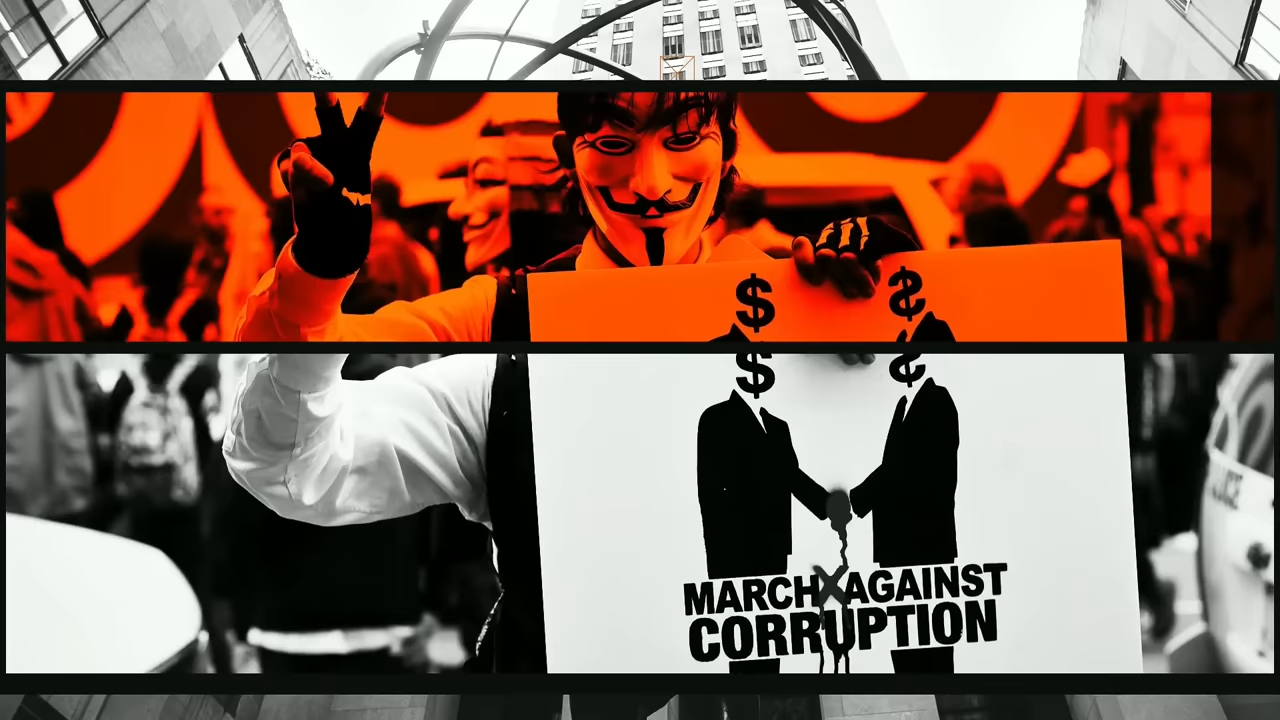 $ $
$ $
MARCH X AGAINST
CORRUPTION